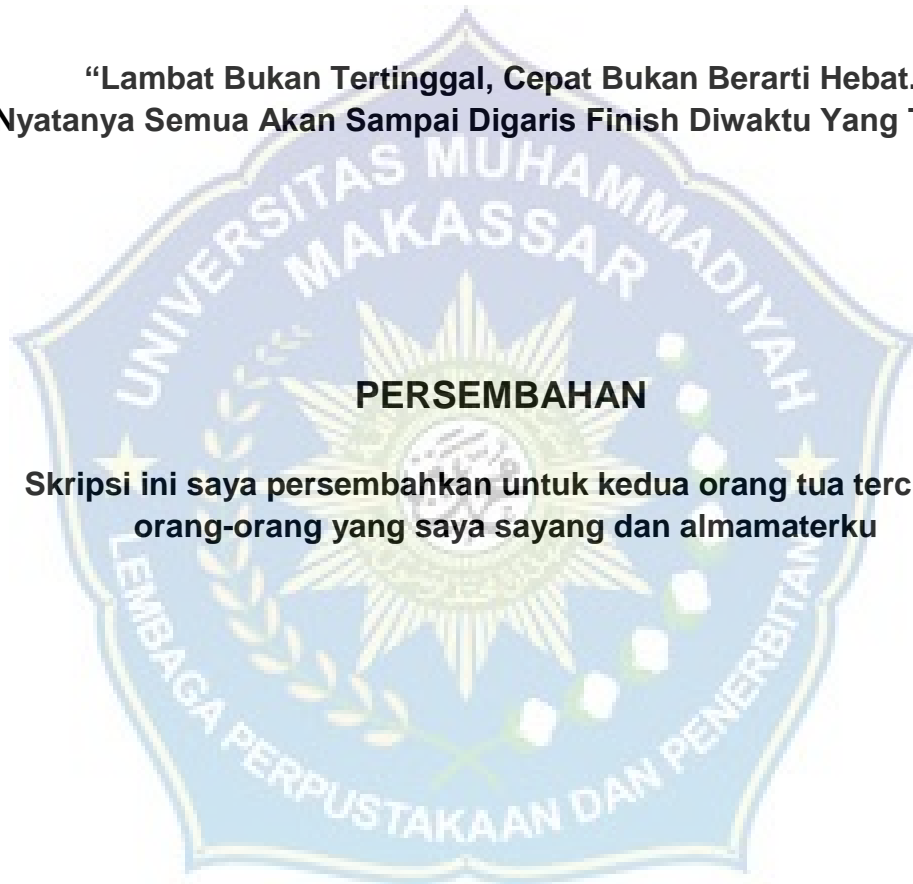 “Lambat Bukan Tertinggal, Cepat Bukan Berarti Hebat.
Nyatanya Semua Akan Sampai Digaris Finish Diwaktu Yang
UNIVERSITAS MUHAMMADIYAH
MAKASSAR
PERSEMBAHAN
Skripsi ini saya persembahkan untuk kedua orang tua
orang-orang yang saya sayang dan almamaterku
LEMBAGA PERPUSTAKAAN DAN PENERBITAN